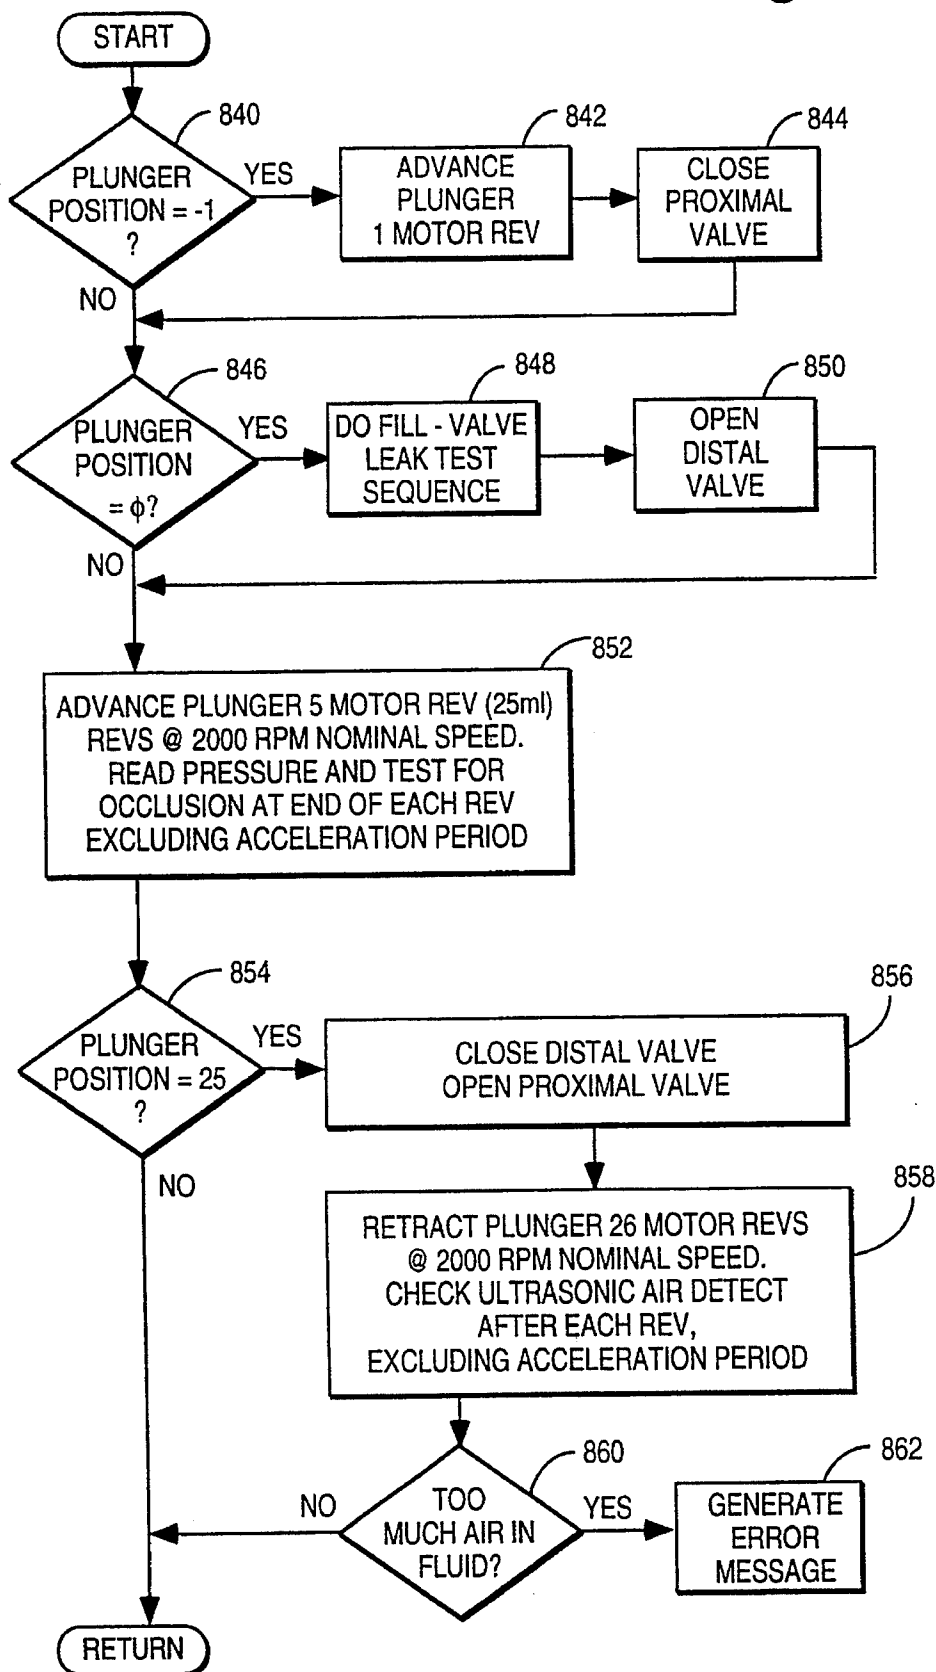 START
840
PLUNGER
POSITION = -1
?
YES
842
ADVANCE
PLUNGER
1 MOTOR REV
844
CLOSE
PROXIMAL
VALVE
NO
846
PLUNGER
POSITION
= ϕ?
YES
848
DO FILL - VALVE
LEAK TEST
SEQUENCE
850
OPEN
DISTAL
VALVE
NO
852
ADVANCE PLUNGER 5 MOTOR REV (25ml)
REVS @ 2000 RPM NOMINAL SPEED.
READ PRESSURE AND TEST FOR
OCCLUSION AT END OF EACH REV
EXCLUDING ACCELERATION PERIOD
854
PLUNGER
POSITION = 25
?
YES
856
CLOSE DISTAL VALVE
OPEN PROXIMAL VALVE
NO
858
RETRACT PLUNGER 26 MOTOR REVS
@ 2000 RPM NOMINAL SPEED.
CHECK ULTRASONIC AIR DETECT
AFTER EACH REV,
EXCLUDING ACCELERATION PERIOD
860
TOO
MUCH AIR IN
FLUID?
NO
YES
862
GENERATE
ERROR
MESSAGE
RETURN